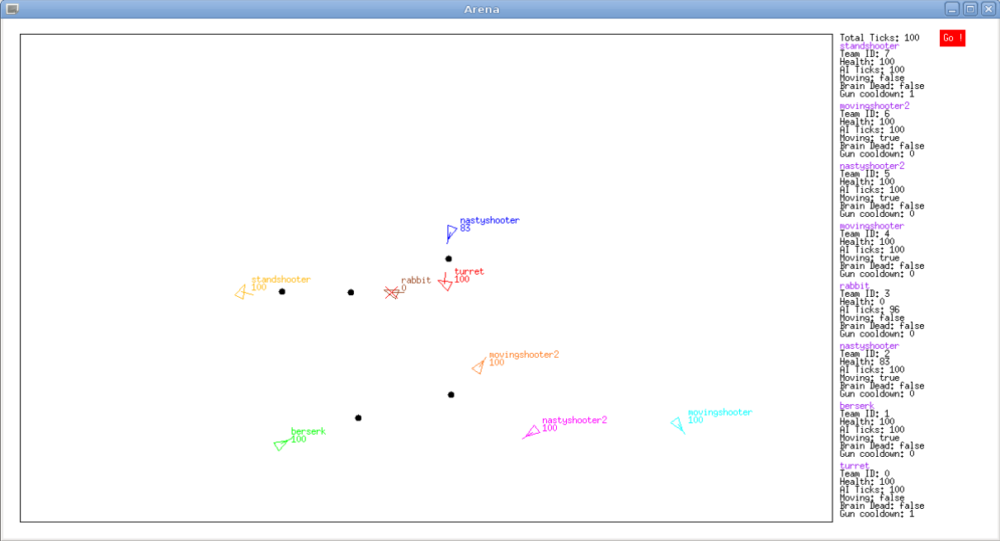 Arena
Total Ticks: 100
Go !
standshooter
Team ID: 7
Health: 100
AI Ticks: 100
Moving: false
Brain Dead: false
Gun cooldown: 1
movingshooter2
Team ID: 6
Health: 100
AI Ticks: 100
Moving: true
Brain Dead: false
Gun cooldown: 0
nastyshooter2
Team ID: 5
Health: 100
AI Ticks: 100
Moving: true
Brain Dead: false
Gun cooldown: 0
movingshooter
Team ID: 4
Health: 100
AI Ticks: 100
Moving: true
Brain Dead: false
Gun cooldown: 0
rabbit
Team ID: 3
Health: 0
AI Ticks: 96
Moving: false
Brain Dead: false
Gun cooldown: 0
nastyshooter
Team ID: 2
Health: 83
AI Ticks: 100
Moving: true
Brain Dead: false
Gun cooldown: 0
berserk
Team ID: 1
Health: 100
AI Ticks: 100
Moving: true
Brain Dead: false
Gun cooldown: 0
turret
Team ID: 0
Health: 100
AI Ticks: 100
Moving: false
Brain Dead: false
Gun cooldown: 1
nastyshooter
83
turret
100
standshooter
100
rabbit
0
movingshooter2
100
movingshooter
100
nastyshooter2
100
berserk
100